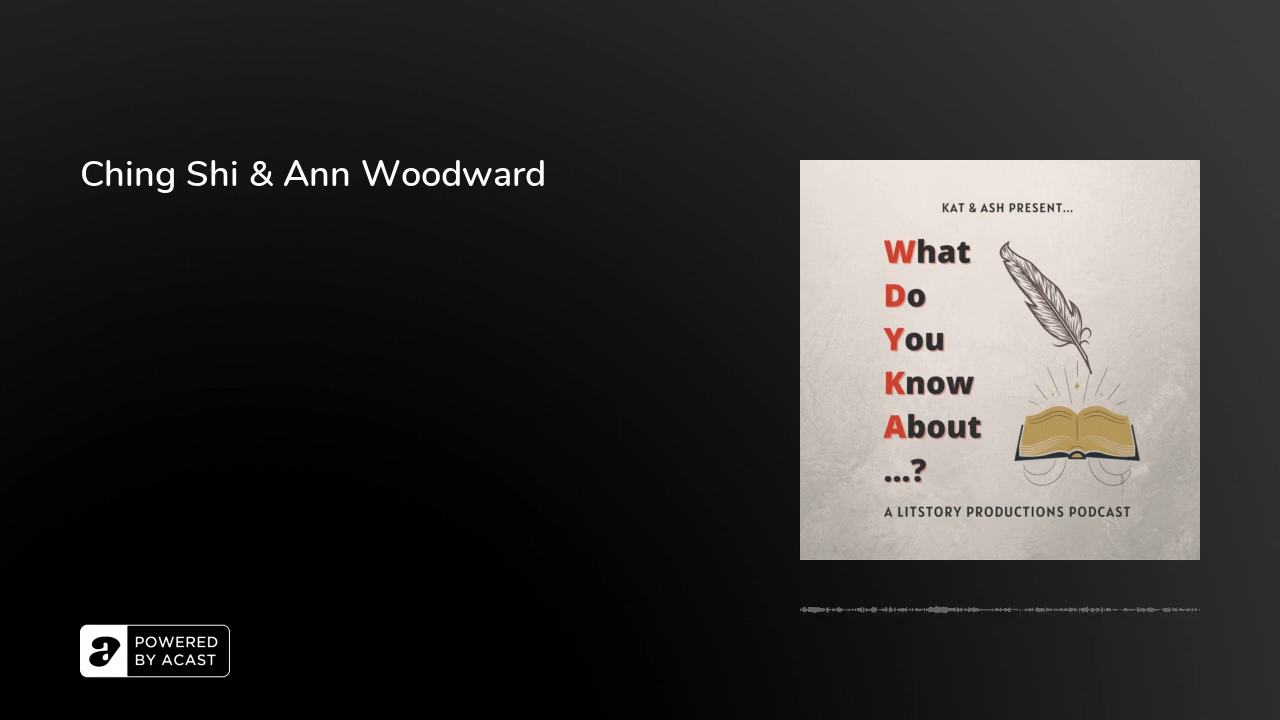 Ching Shi & Ann Woodward
KAT & ASH PRESENT...
What
Do
You
Know
About
...?
A LITSTORY PRODUCTIONS PODCAST
POWERED
BY ACAST